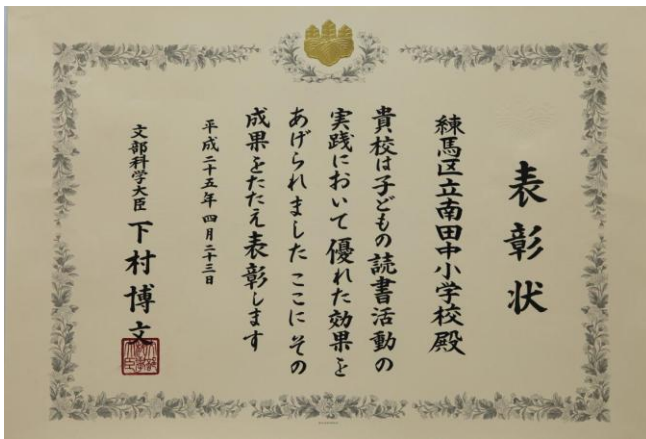 表彰状
練馬区立南田中小学校殿
貴校は子どもの読書活動の
実践において優れた効果を
あげられました ここにその
成果をたたえ表彰します
平成二十五年四月二十三日
文部科学大臣 下村博文